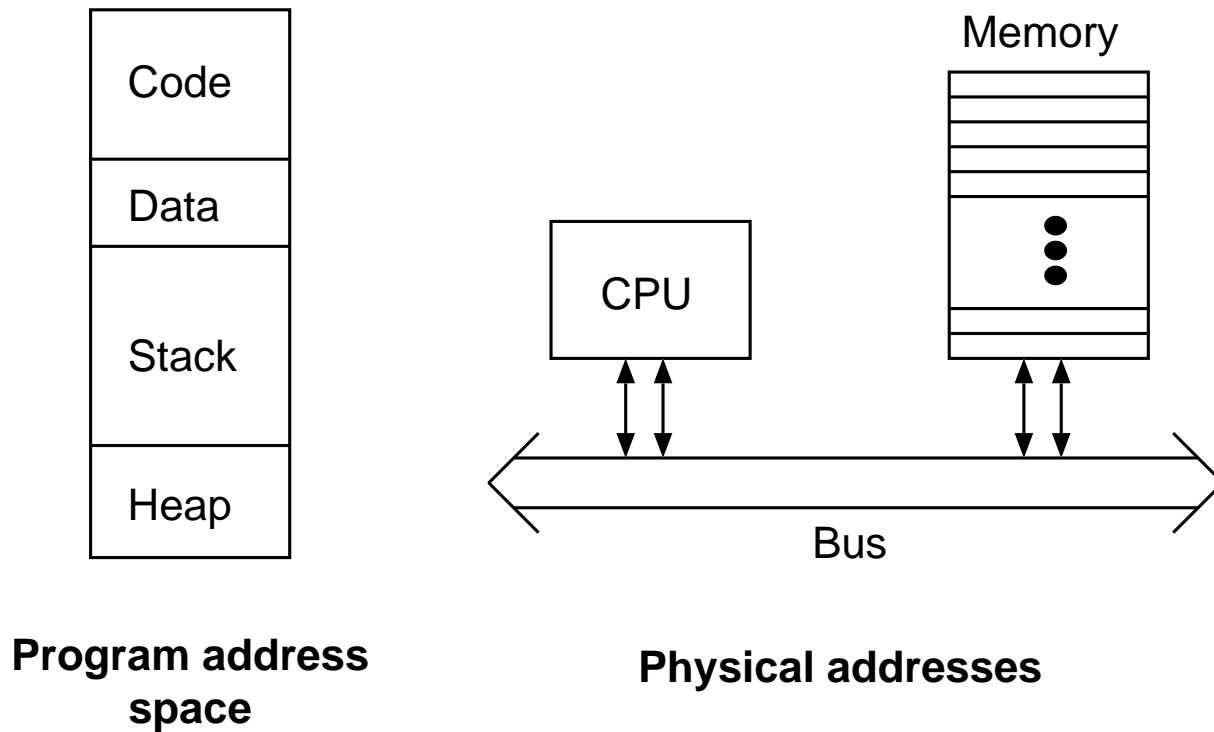 Code
Data
Stack
Heap
Program address
space
Memory
CPU
Bus
Physical addresses